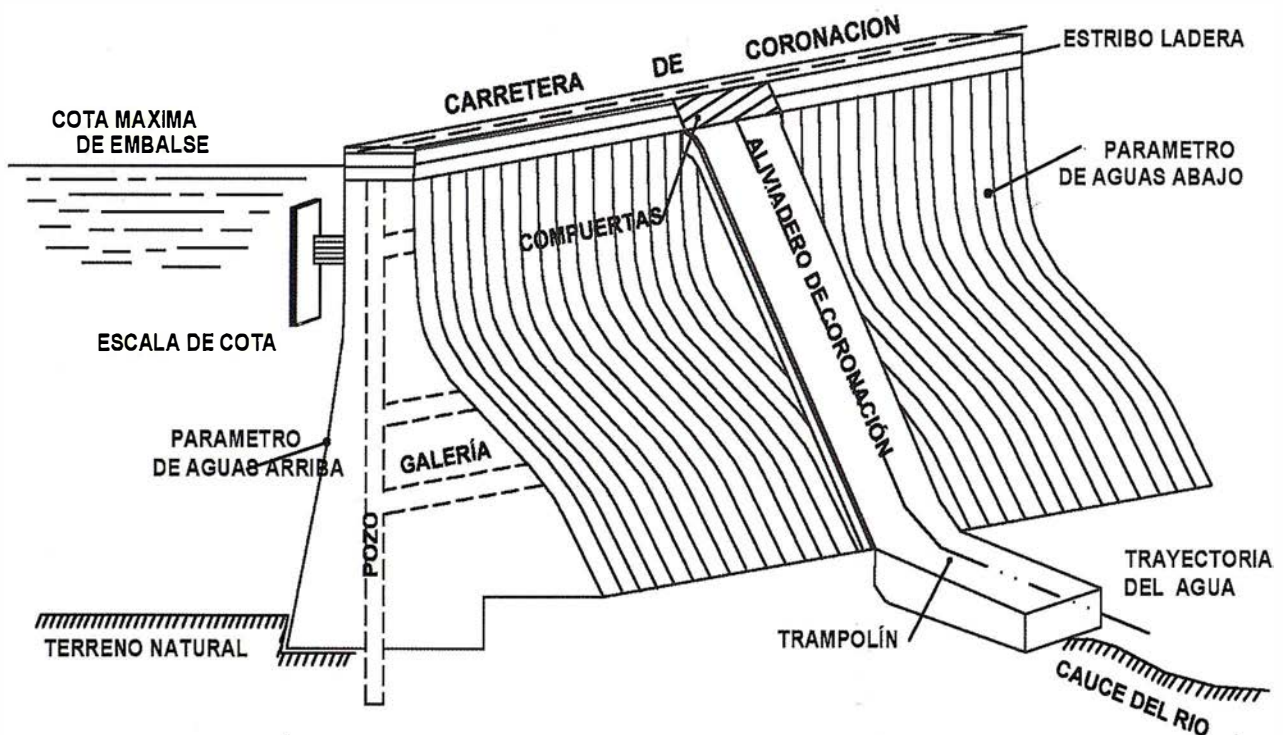 CARRETERA DE CORONACION
ESTRIBO LADERA
COTA MAXIMA
DE EMBALSE
PARAMETRO
DE AGUAS ABAJO
COMPUERTAS
ALIVIADERO DE CORONACIÓN
ESCALA DE COTA
PARAMETRO
DE AGUAS ARRIBA
GALERÍA
POZO
TRAYECTORIA
DEL AGUA
TERRENO NATURAL
TRAMPOLÍN
CAUCE DEL RIO